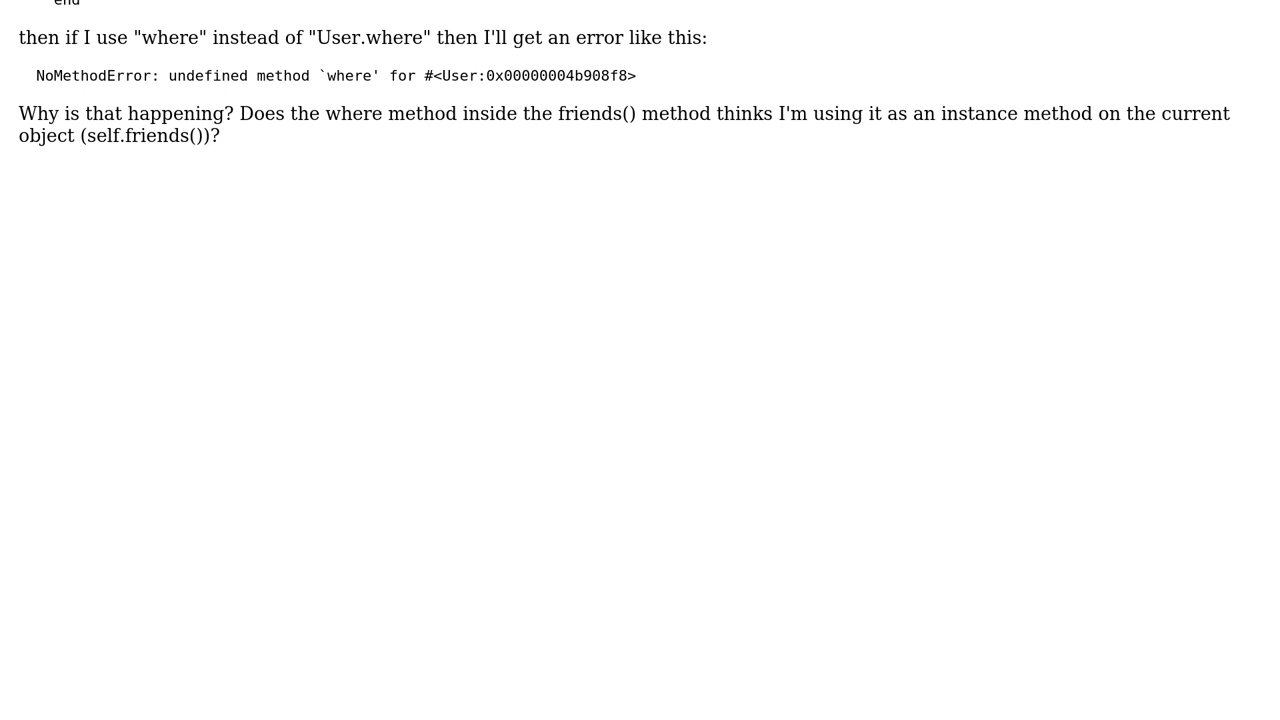 end
then if I use "where" instead of "User.where" then I'll get an error like this:
NoMethodError: undefined method `where' for #<User:0x00000004b908f8>
Why is that happening? Does the where method inside the friends() method thinks I'm using it as an instance method on the current
object (self.friends())?